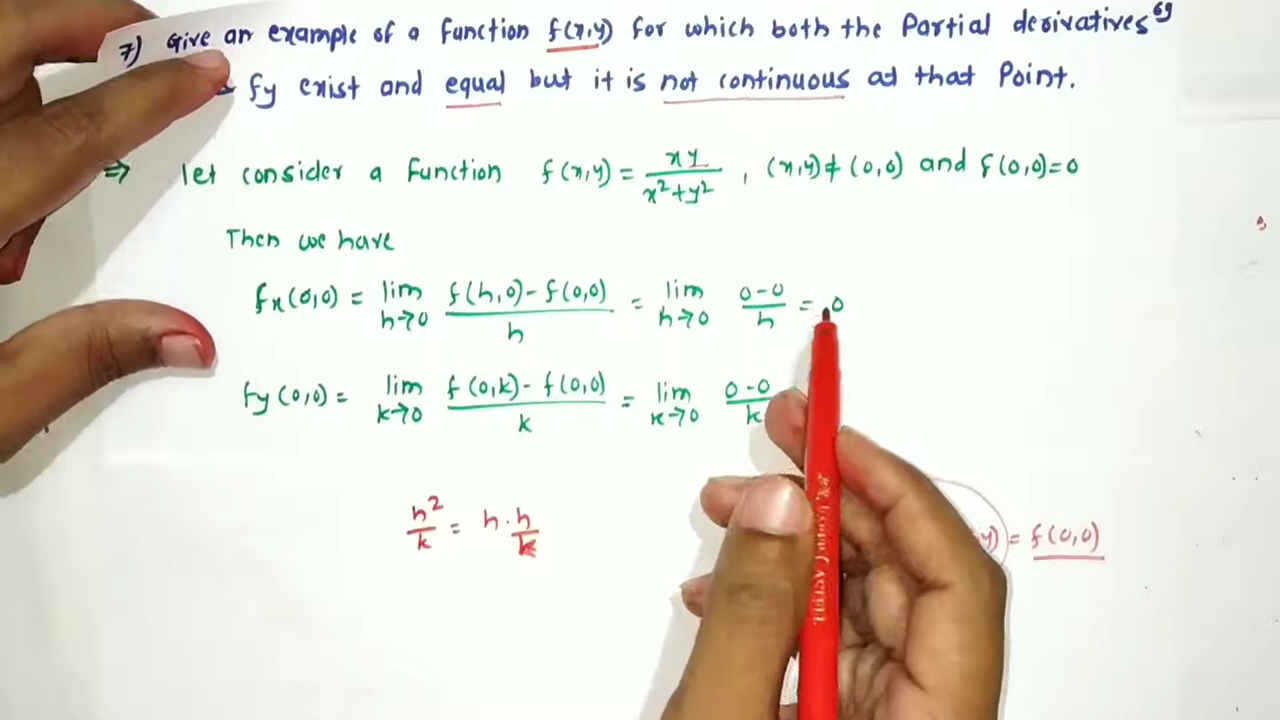 7) Give an example of a function f(x,y) for which both the Partial derivatives
fy exist and equal but it is not continuous at that Point.
⇒ let consider a function f(x,y) = xy/(x²+y²), (x,y)≠(0,0) and f(0,0)=0
Then we have
fx(0,0) = lim h→0 (f(h,0)-f(0,0))/h = lim h→0 (0-0)/h = 0
fy(0,0) = lim k→0 (f(0,k)-f(0,0))/k = lim k→0 (0-0)/k
h²/k = h·h/k
y) = f(0,0)